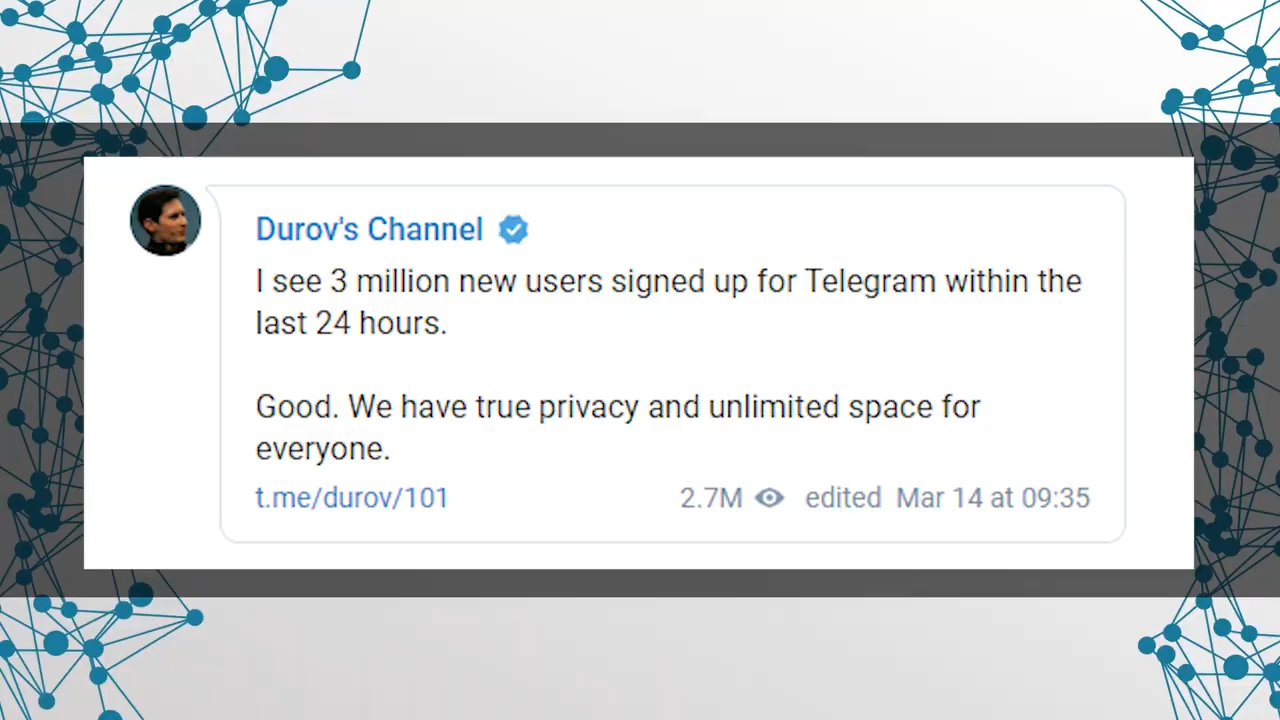 Durov's Channel
I see 3 million new users signed up for Telegram within the
last 24 hours.
Good. We have true privacy and unlimited space for
everyone.
t.me/durov/101 2.7M edited Mar 14 at 09:35